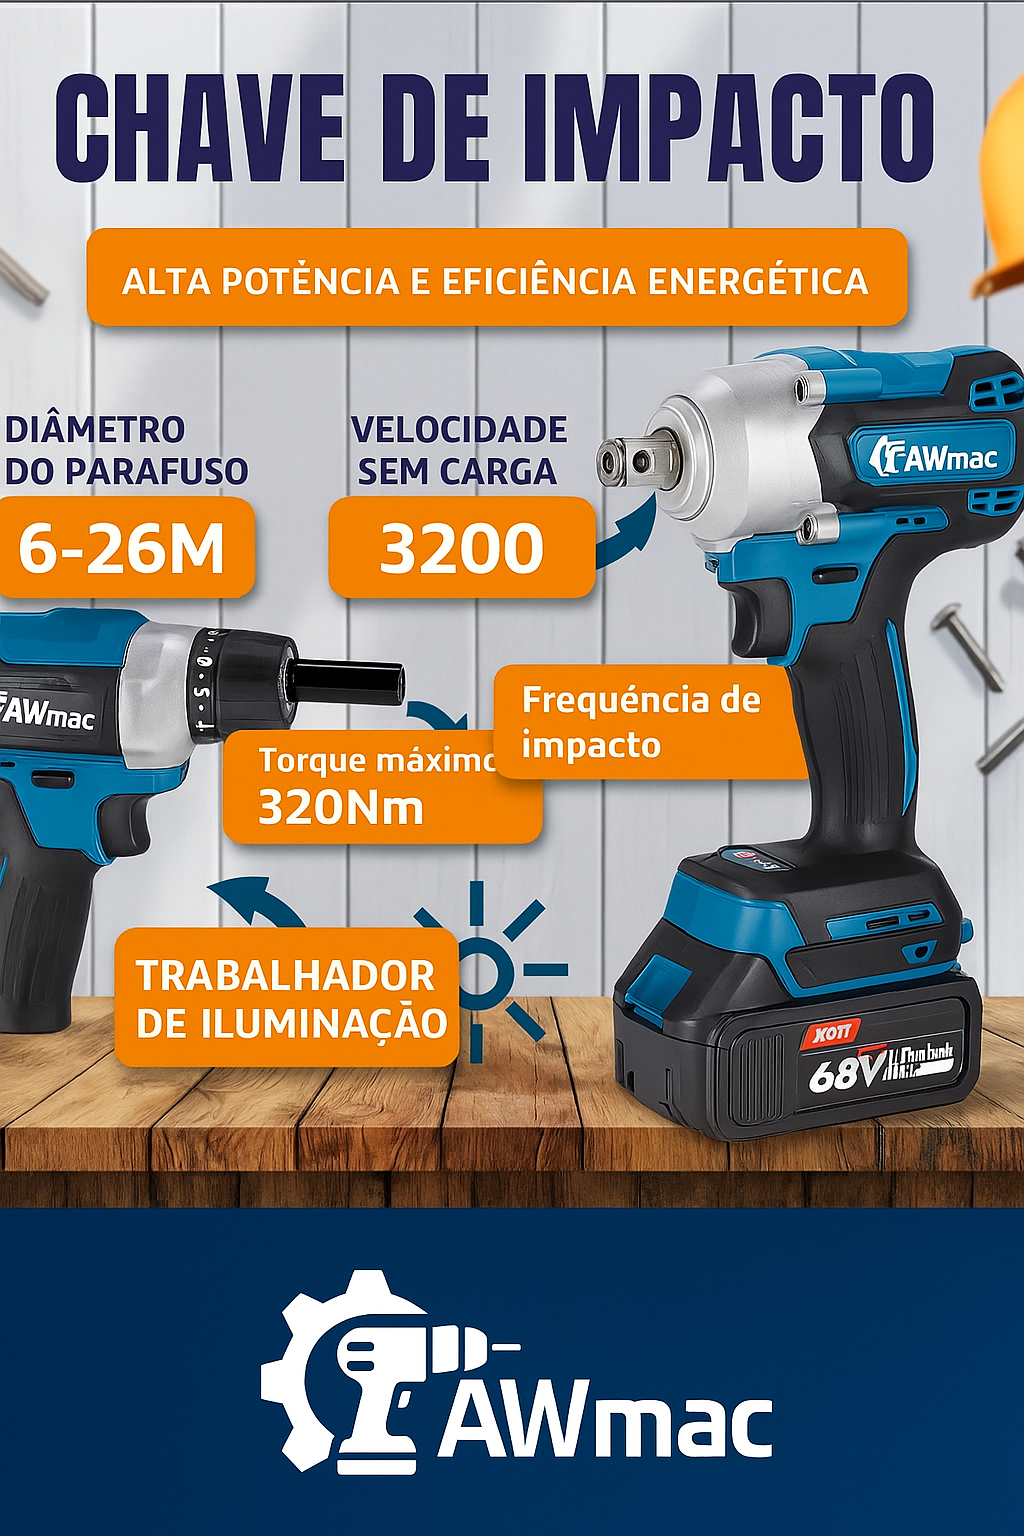 CHAVE DE IMPACTO
ALTA POTÊNCIA E EFICIÊNCIA ENERGÉTICA
DIÂMETRO
DO PARAFUSO
6-26M
VELOCIDADE
SEM CARGA
3200
AWmac
AWmac
Frequéncia de
impacto
Torque máximo
320Nm
TRABALHADOR
DE ILUMINAÇÃO
XOTT
68V
AWmac